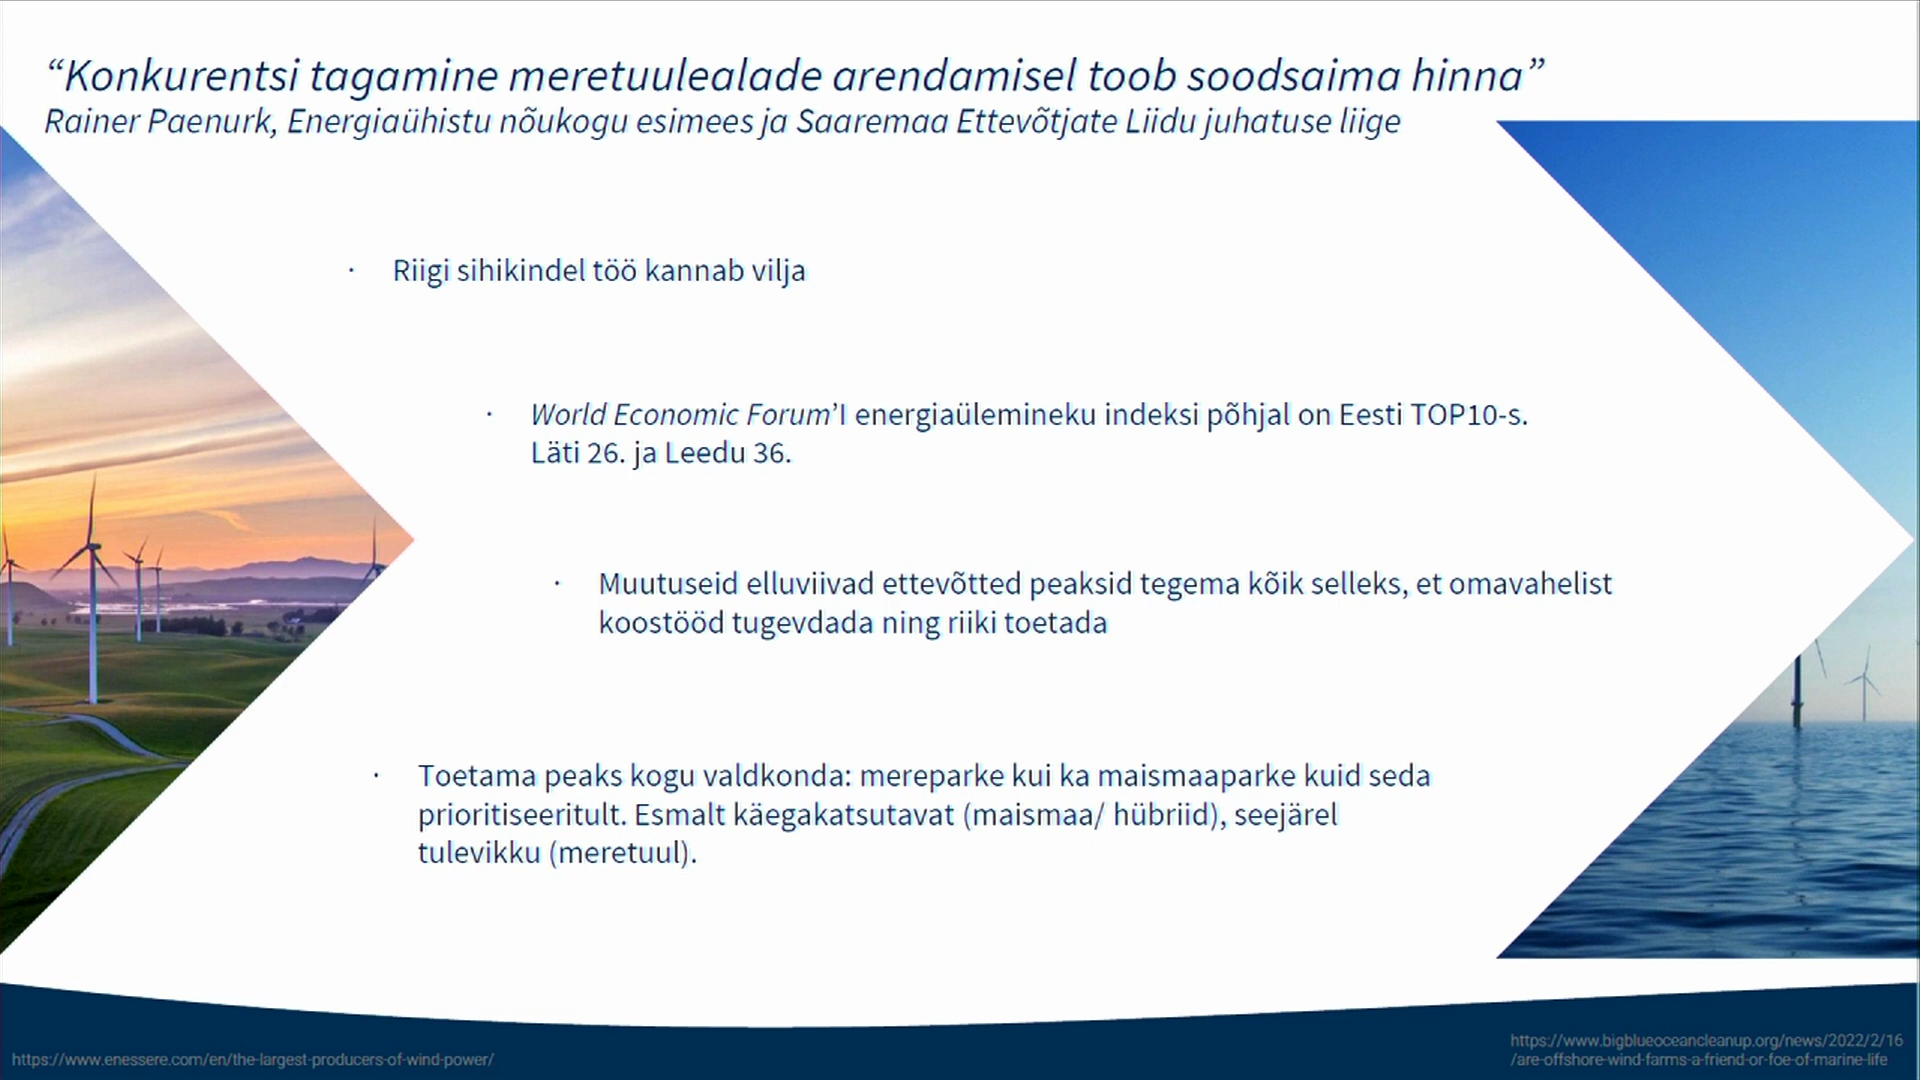 “Konkurentsi tagamine meretuulealade arendamisel toob soodsaima hinna”
Rainer Paenurk, Energiaühistu nõukogu esimees ja Saaremaa Ettevõtjate Liidu juhatuse liige
· Riigi sihikindel töö kannab vilja
· World Economic Forum’I energiaülemineku indeksi põhjal on Eesti TOP10-s.
Läti 26. ja Leedu 36.
· Muutuseid elluviivad ettevõtted peaksid tegema kõik selleks, et omavahelist
koostööd tugevdada ning riiki toetada
· Toetama peaks kogu valdkonda: mereparke kui ka maismaaparke kuid seda
prioritiseeritult. Esmalt käegakatsutavat (maismaa/ hübriid), seejärel
tulevikku (meretuul).
https://www.enessere.com/en/the-largest-producers-of-wind-power/
https://www.bigblueoceancleanup.org/news/2022/2/16
/are-offshore-wind-farms-a-friend-or-foe-of-marine-life